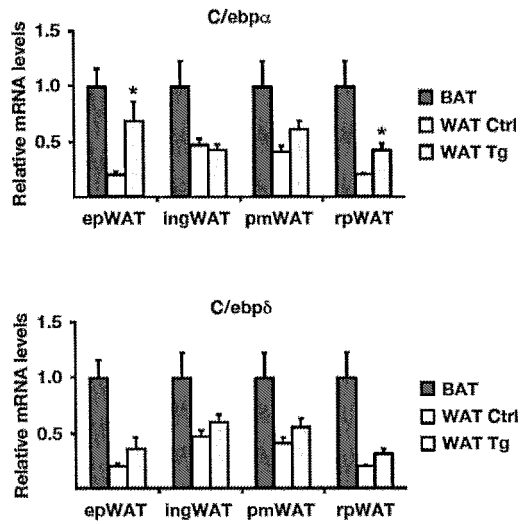 C/ebpα
Relative mRNA levels
1.5
1.0
0.5
*
*
epWAT ingWAT pmWAT rpWAT
BAT
WAT Ctrl
WAT Tg
C/ebpδ
Relative mRNA levels
1.5
1.0
0.5
epWAT ingWAT pmWAT rpWAT
BAT
WAT Ctrl
WAT Tg